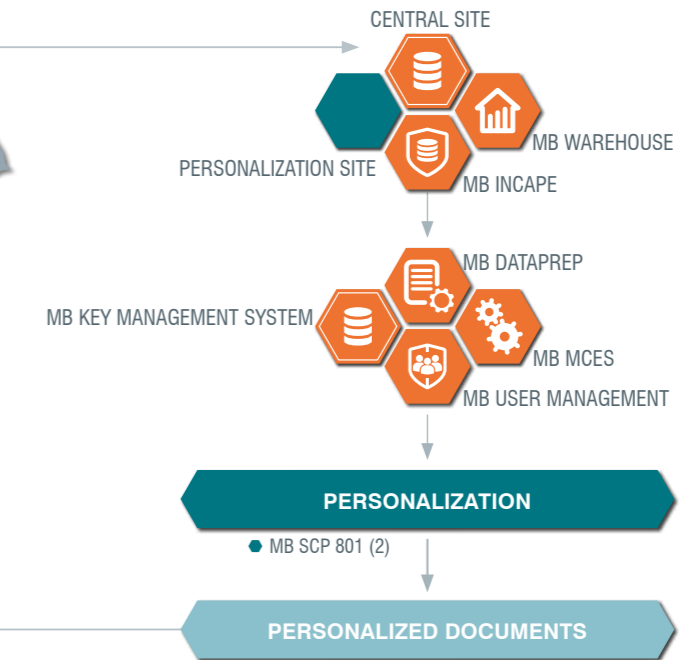 CENTRAL SITE
MB WAREHOUSE
PERSONALIZATION SITE
MB INCAPE
MB DATAPREP
MB KEY MANAGEMENT SYSTEM
MB MCES
MB USER MANAGEMENT
PERSONALIZATION
MB SCP 801 (2)
PERSONALIZED DOCUMENTS